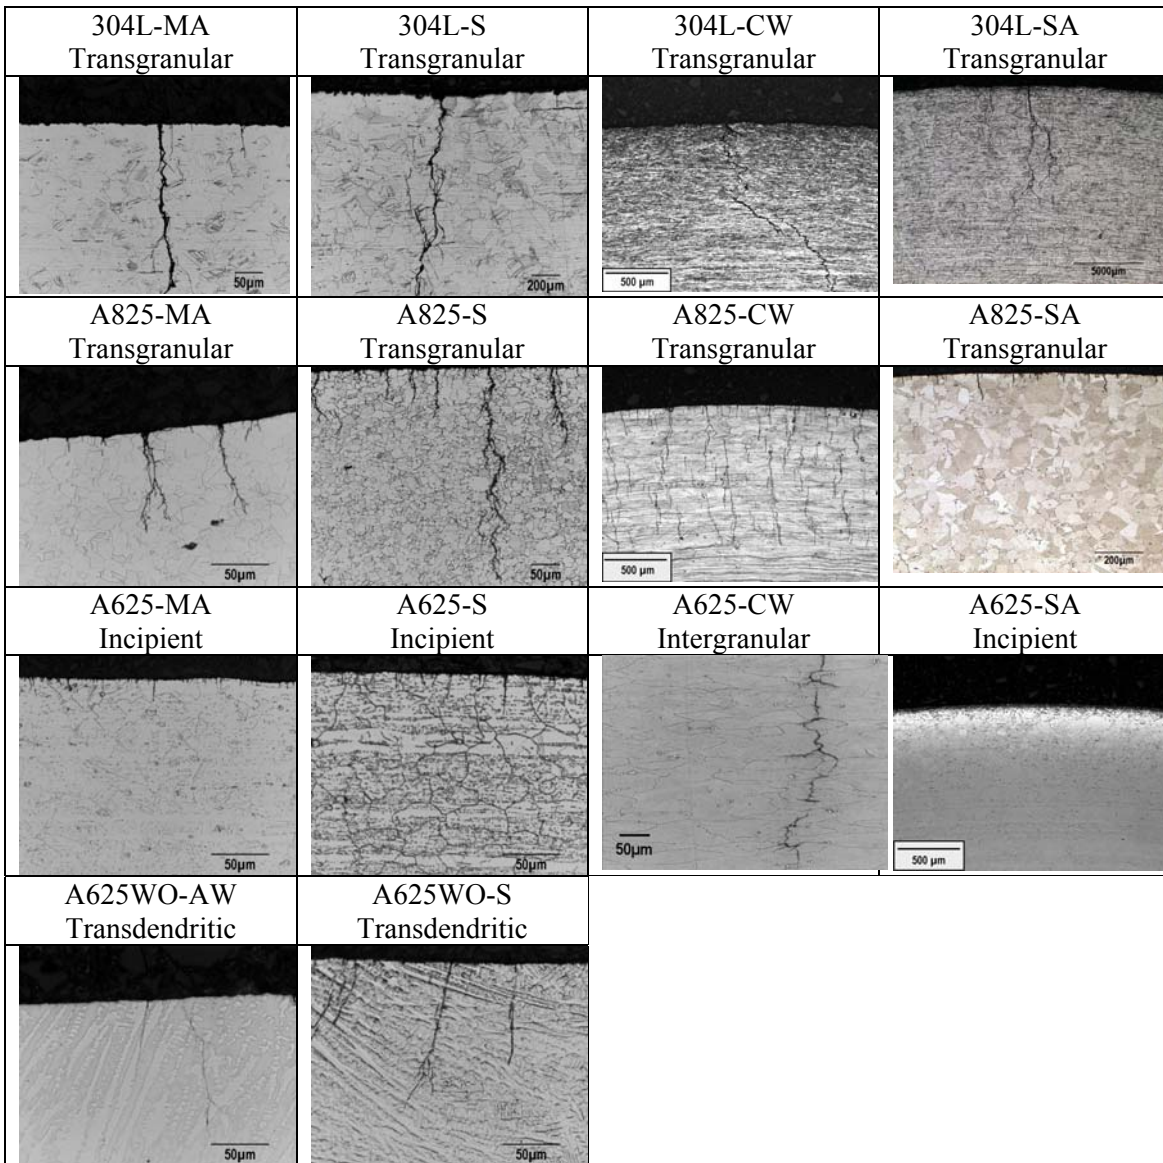 304L-MA
Transgranular
304L-S
Transgranular
304L-CW
Transgranular
304L-SA
Transgranular
50µm
200µm
500 µm
5000µm
A825-MA
Transgranular
A825-S
Transgranular
A825-CW
Transgranular
A825-SA
Transgranular
50µm
50µm
500 µm
200µm
A625-MA
Incipient
A625-S
Incipient
A625-CW
Intergranular
A625-SA
Incipient
50µm
50µm
50µm
500 µm
A625WO-AW
Transdendritic
A625WO-S
Transdendritic
50µm
50µm